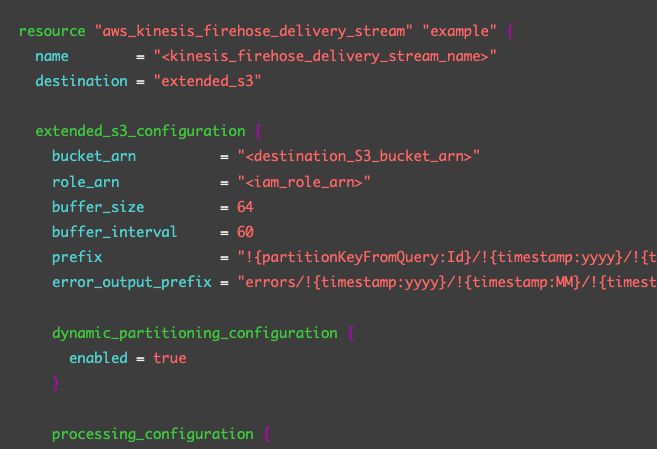 resource "aws_kinesis_firehose_delivery_stream" "example" {
name = "<kinesis_firehose_delivery_stream_name>"
destination = "extended_s3"
extended_s3_configuration {
bucket_arn = "<destination_S3_bucket_arn>"
role_arn = "<iam_role_arn>"
buffer_size = 64
buffer_interval = 60
prefix = "!{partitionKeyFromQuery:Id}/!{timestamp:yyyy}/!{t
error_output_prefix = "errors/!{timestamp:yyyy}/!{timestamp:MM}/!{timest
dynamic_partitioning_configuration {
enabled = true
}
processing_configuration {